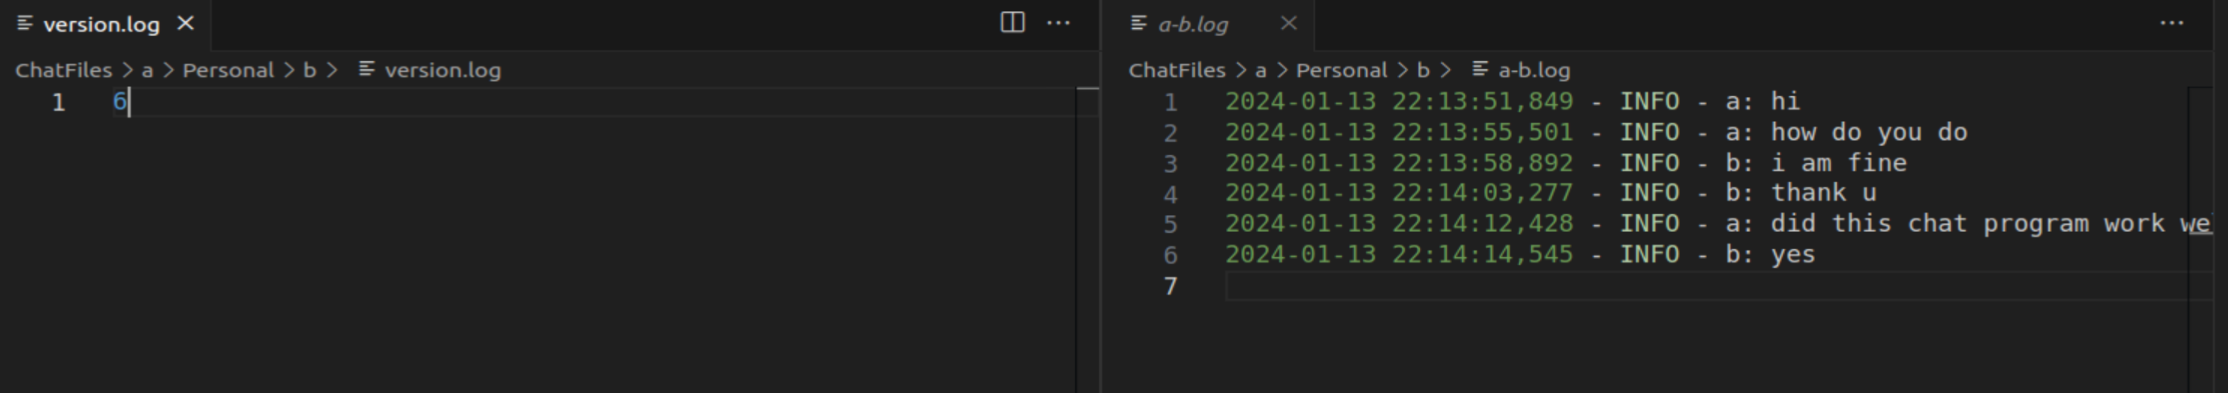 version.log
ChatFiles > a > Personal > b > version.log
1 6
a-b.log
ChatFiles > a > Personal > b > a-b.log
1 2024-01-13 22:13:51,849 - INFO - a: hi
2 2024-01-13 22:13:55,501 - INFO - a: how do you do
3 2024-01-13 22:13:58,892 - INFO - b: i am fine
4 2024-01-13 22:14:03,277 - INFO - b: thank u
5 2024-01-13 22:14:12,428 - INFO - a: did this chat program work
6 2024-01-13 22:14:14,545 - INFO - b: yes
7